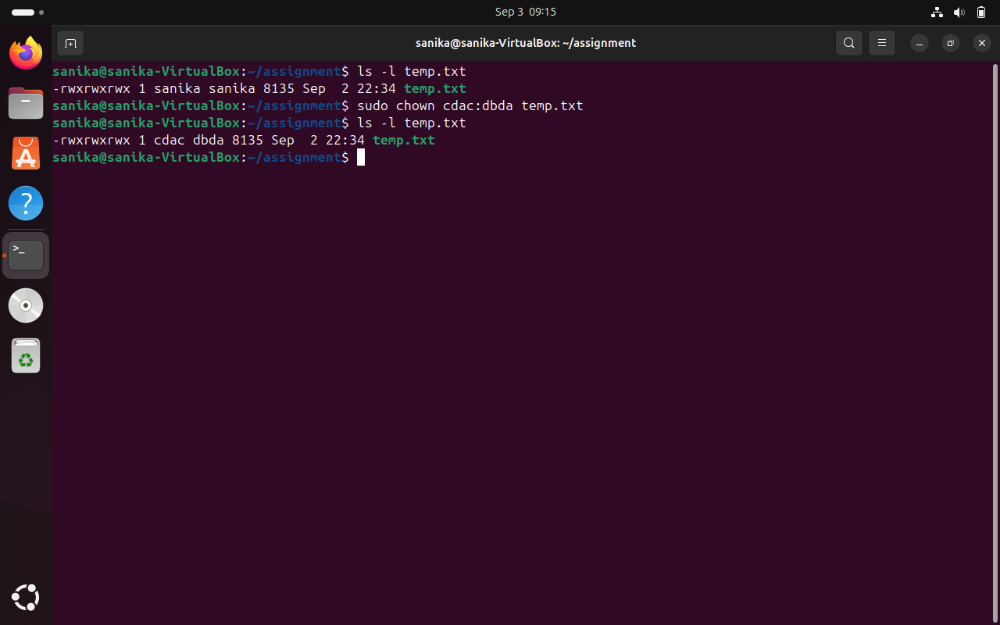 Sep 3 09:15
sanika@sanika-VirtualBox: ~/assignment
sanika@sanika-VirtualBox:~/assignment$ ls -l temp.txt
-rwxrwxrwx 1 sanika sanika 8135 Sep  2 22:34 temp.txt
sanika@sanika-VirtualBox:~/assignment$ sudo chown cdac:dbda temp.txt
sanika@sanika-VirtualBox:~/assignment$ ls -l temp.txt
-rwxrwxrwx 1 cdac dbda 8135 Sep  2 22:34 temp.txt
sanika@sanika-VirtualBox:~/assignment$